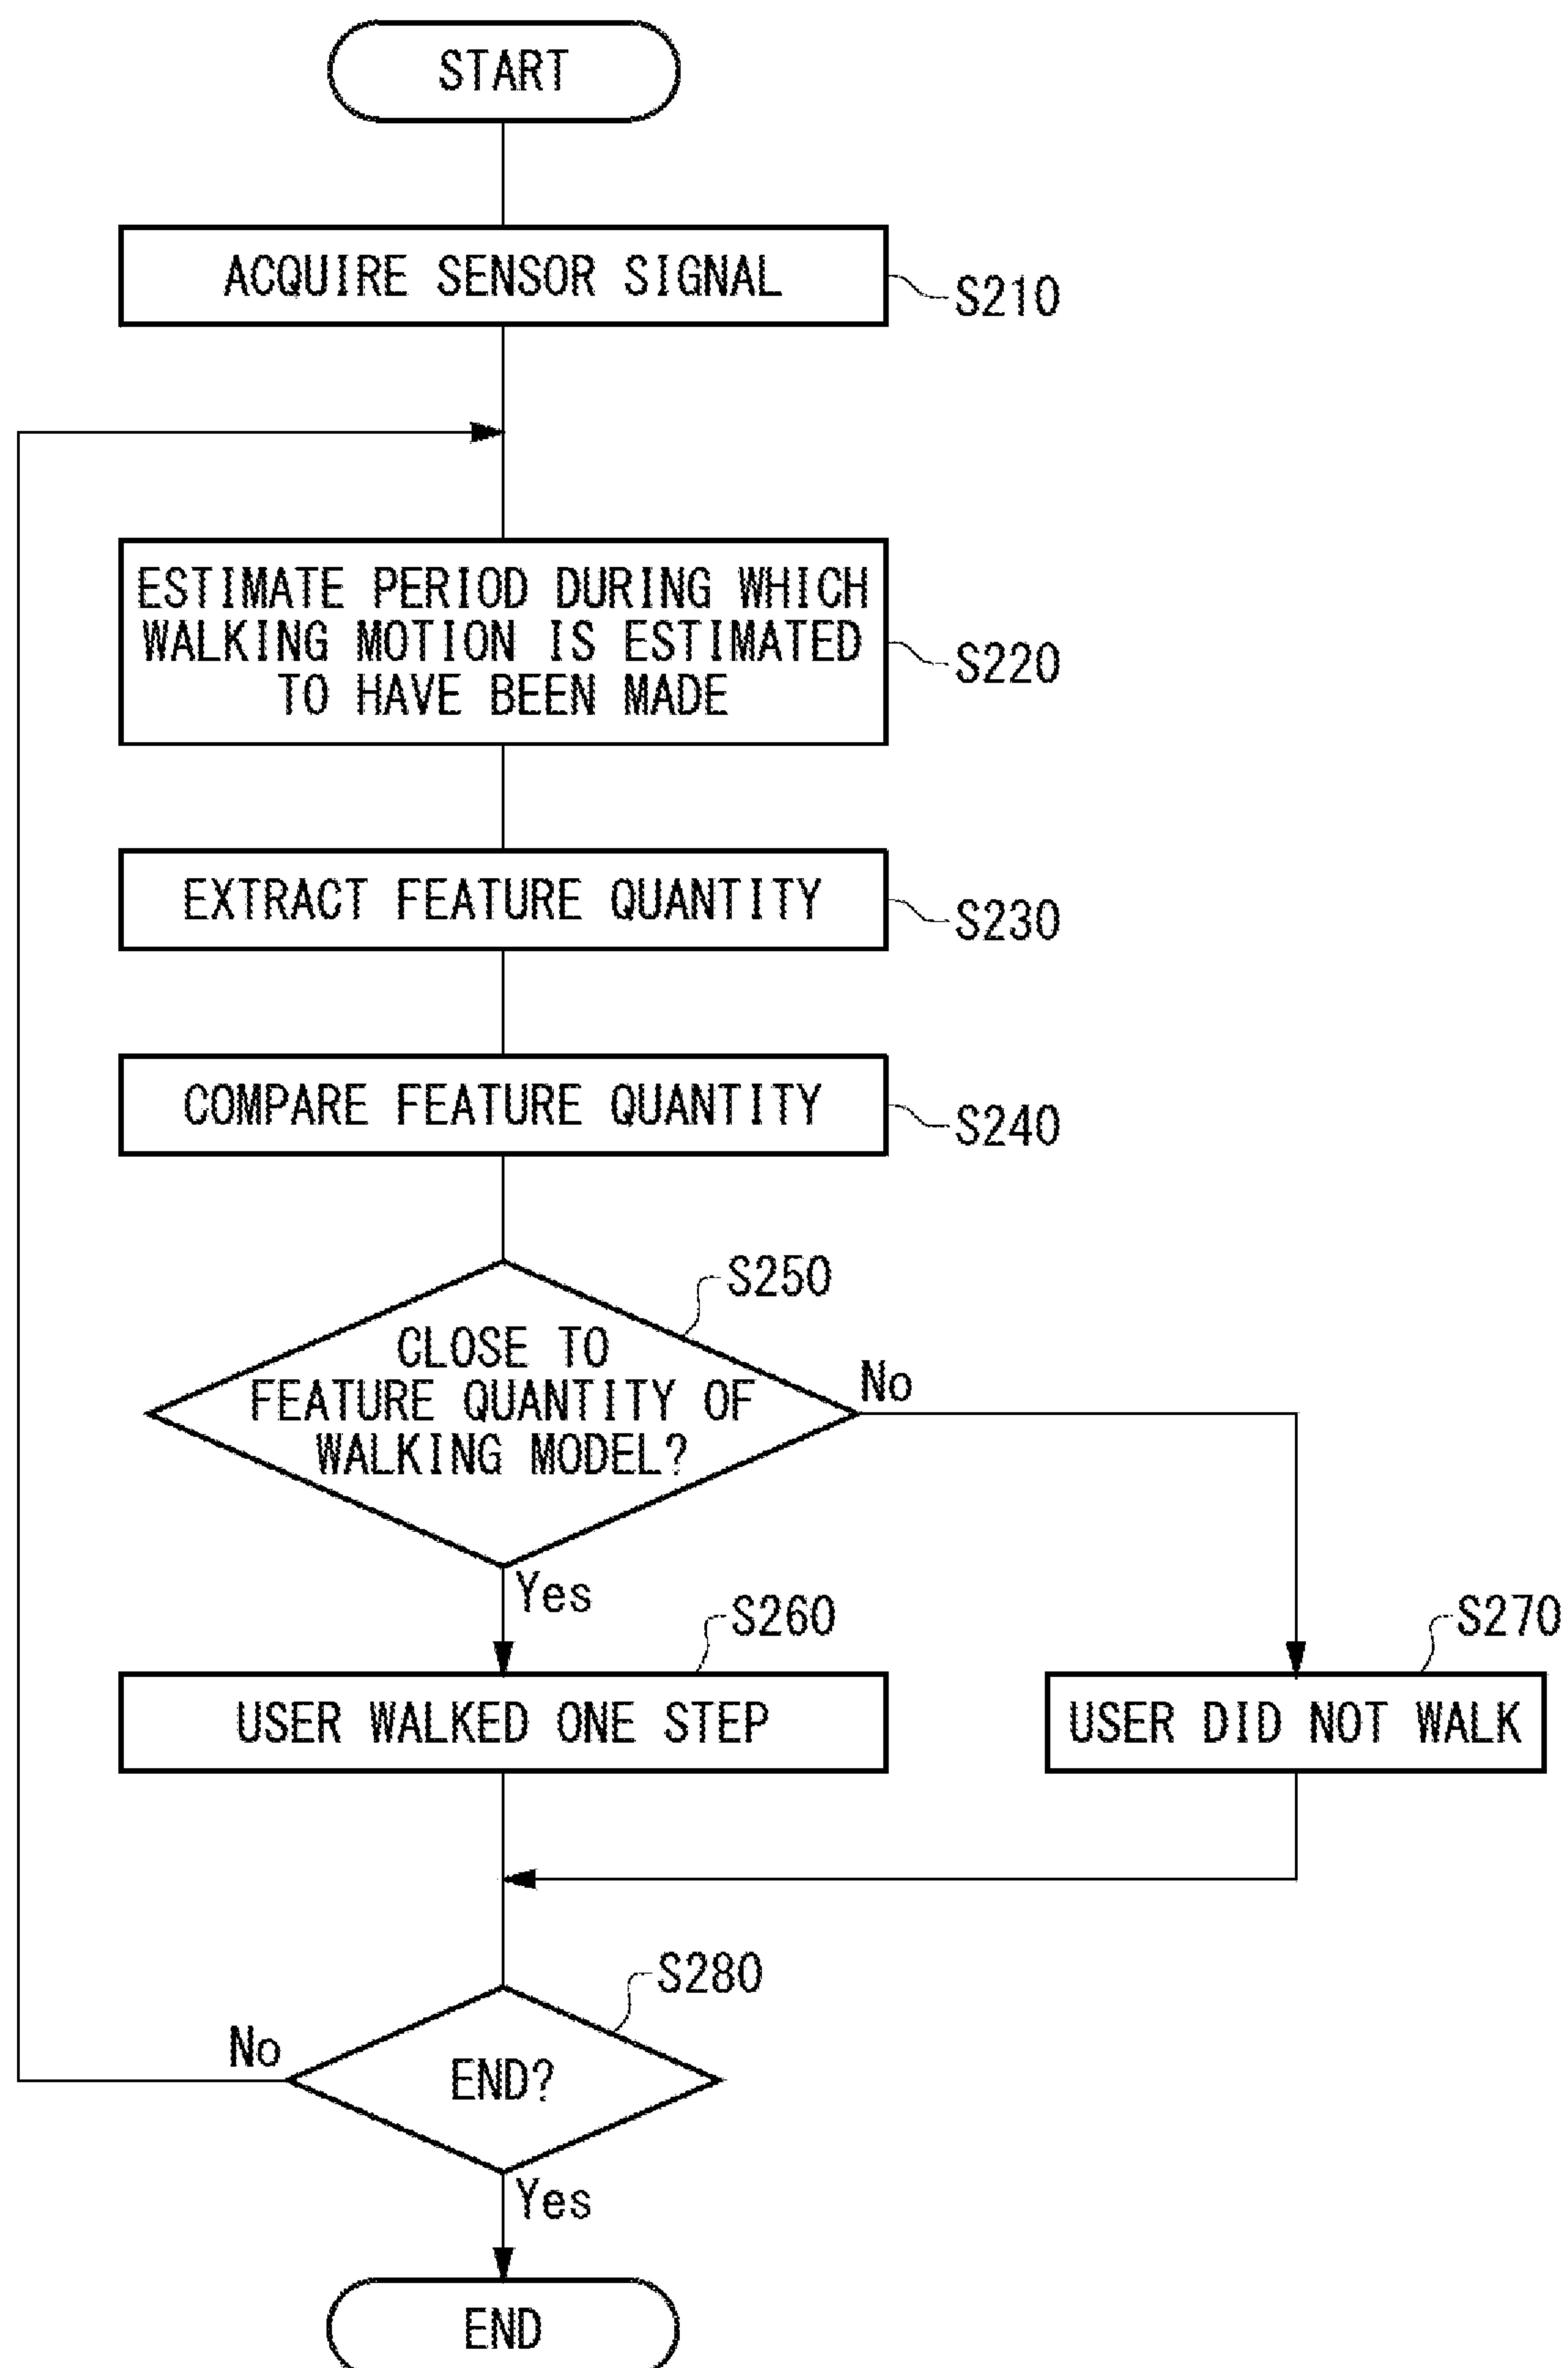 START
ACQUIRE SENSOR SIGNAL
S210
ESTIMATE PERIOD DURING WHICH
WALKING MOTION IS ESTIMATED
TO HAVE BEEN MADE
S220
EXTRACT FEATURE QUANTITY
S230
COMPARE FEATURE QUANTITY
S240
S250
CLOSE TO
FEATURE QUANTITY OF
WALKING MODEL?
No
Yes
S260
USER WALKED ONE STEP
S270
USER DID NOT WALK
S280
END?
No
Yes
END